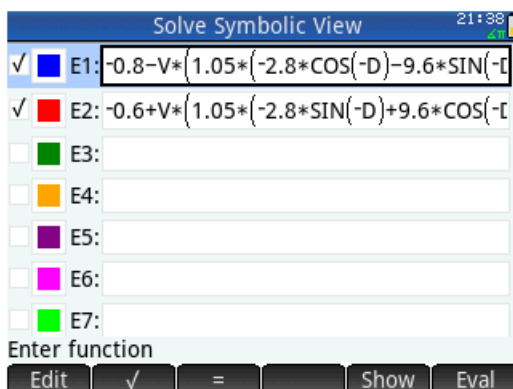 Solve Symbolic View 21:38
∡π
√ E1: -0.8−V*(1.05*(-2.8*COS(-D)−9.6*SIN(-D
√ E2: -0.6+V*(1.05*(-2.8*SIN(-D)+9.6*COS(-D
E3:
E4:
E5:
E6:
E7:
Enter function
Edit √ = Show Eval